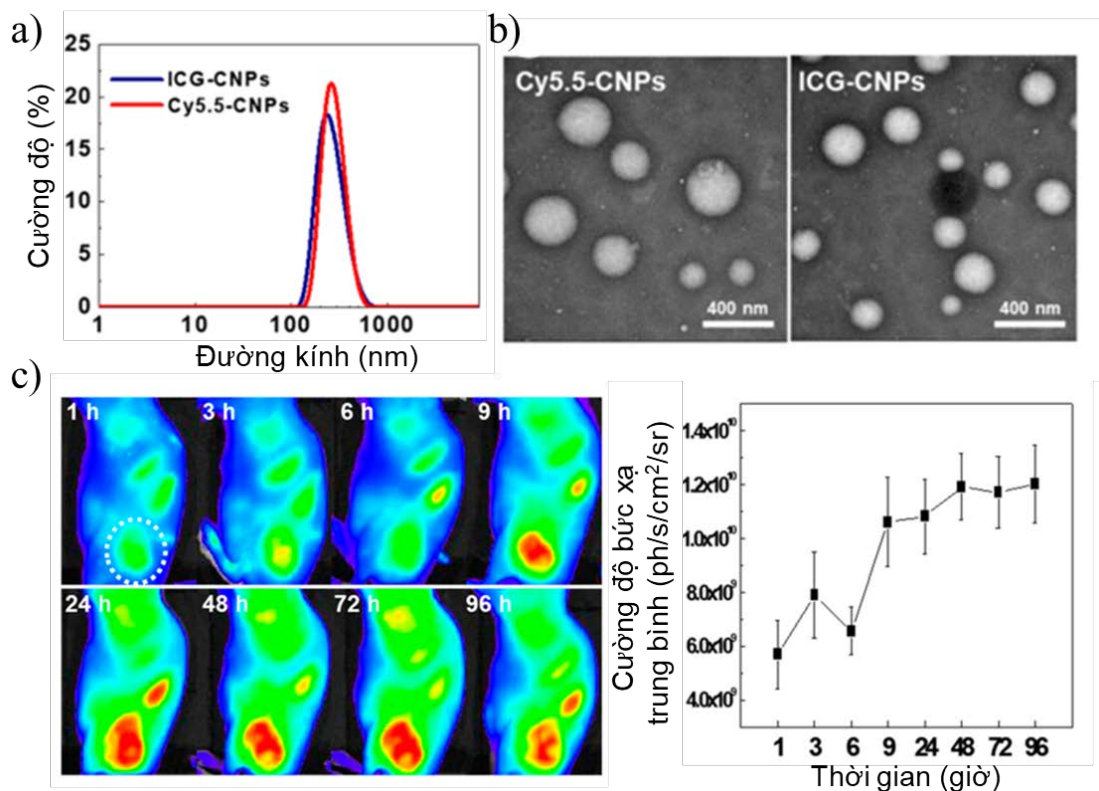 a)
25
20
15
10
5
0
ICG-CNPs
Cy5.5-CNPs
Cường độ (%)
1 10 100 1000
Đường kính (nm)
b)
Cy5.5-CNPs
400 nm
ICG-CNPs
400 nm
c)
1 h 3 h 6 h 9 h
24 h 48 h 72 h 96 h
Cường độ bức xạ
trung bình (ph/s/cm²/sr)
1.4x10¹⁰
1.2x10¹⁰
1.0x10¹⁰
8.0x10⁹
6.0x10⁹
4.0x10⁹
1 3 6 9 24 48 72 96
Thời gian (giờ)